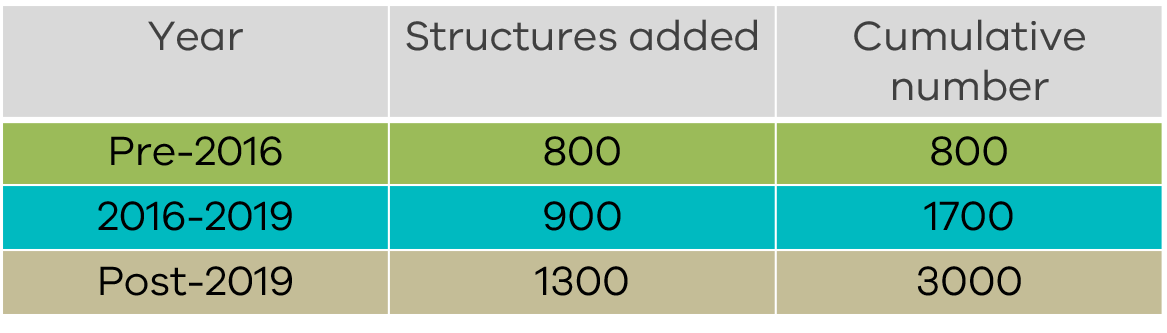 Year Structures added Cumulative number
Pre-2016 800 800
2016-2019 900 1700
Post-2019 1300 3000